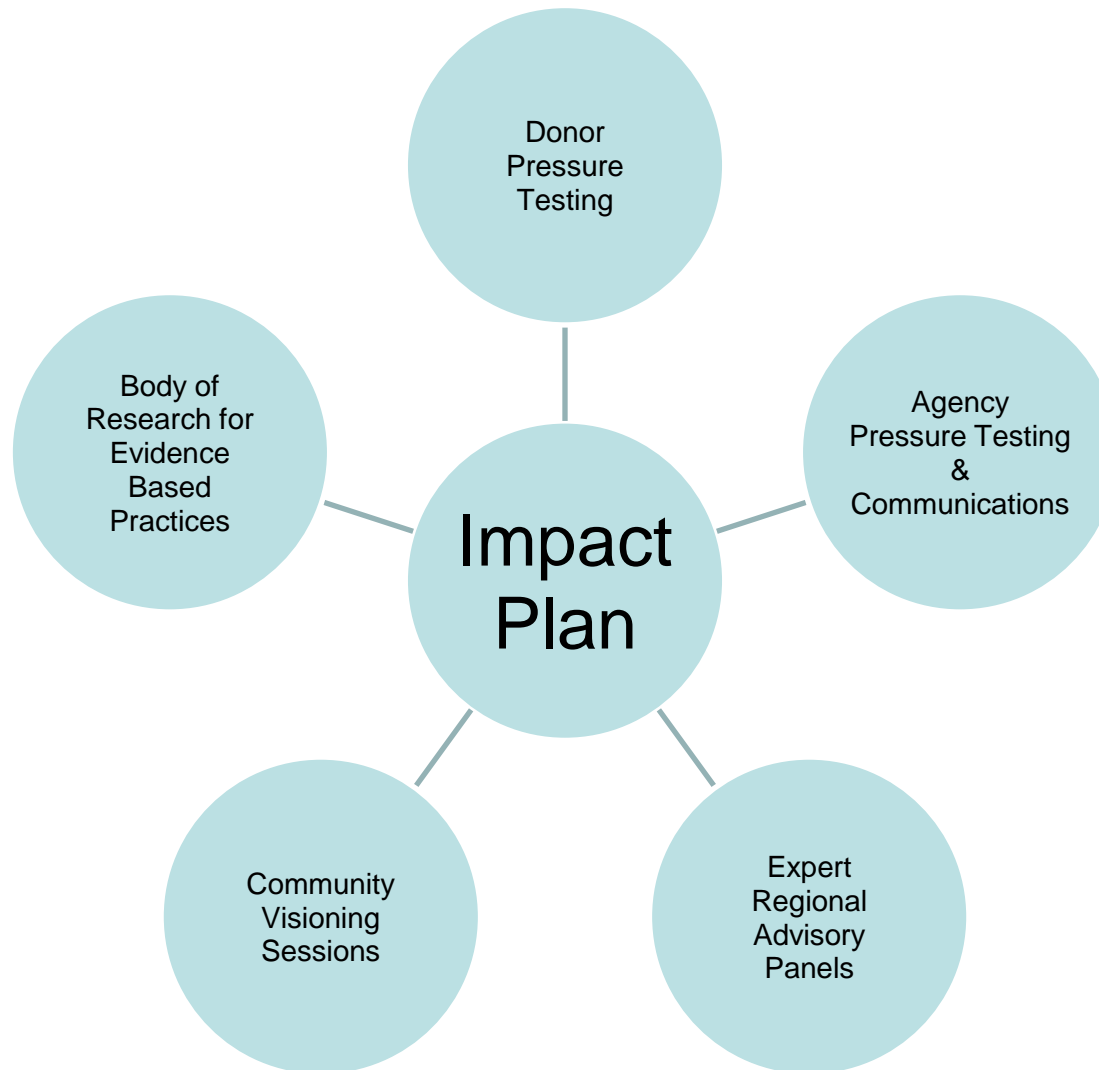 Donor
Pressure
Testing
Body of
Research for
Evidence
Based
Practices
Agency
Pressure Testing
&
Communications
Impact
Plan
Community
Visioning
Sessions
Expert
Regional
Advisory
Panels